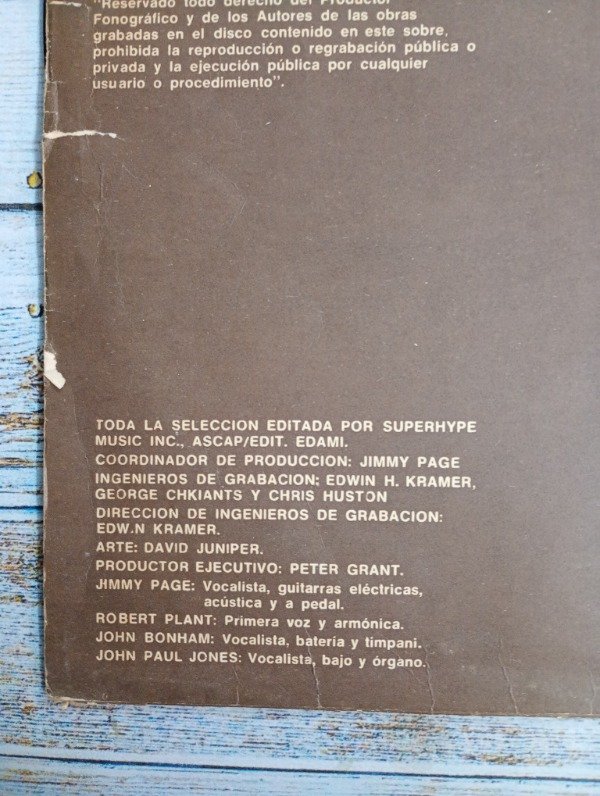 "Reservado todo derecho del Productor
Fonográfico y de los Autores de las obras
grabadas en el disco contenido en este sobre,
prohibida la reproducción o regrabación pública o
privada y la ejecución pública por cualquier
usuario o procedimiento".
TODA LA SELECCION EDITADA POR SUPERHYPE
MUSIC INC., ASCAP/EDIT. EDAMI.
COORDINADOR DE PRODUCCION: JIMMY PAGE
INGENIEROS DE GRABACION: EDWIN H. KRAMER,
GEORGE CHKIANTS Y CHRIS HUSTON
DIRECCION DE INGENIEROS DE GRABACION:
EDW.N KRAMER.
ARTE: DAVID JUNIPER.
PRODUCTOR EJECUTIVO: PETER GRANT.
JIMMY PAGE: Vocalista, guitarras eléctricas,
acústica y a pedal.
ROBERT PLANT: Primera voz y armónica.
JOHN BONHAM: Vocalista, batería y timpani.
JOHN PAUL JONES: Vocalista, bajo y órgano.